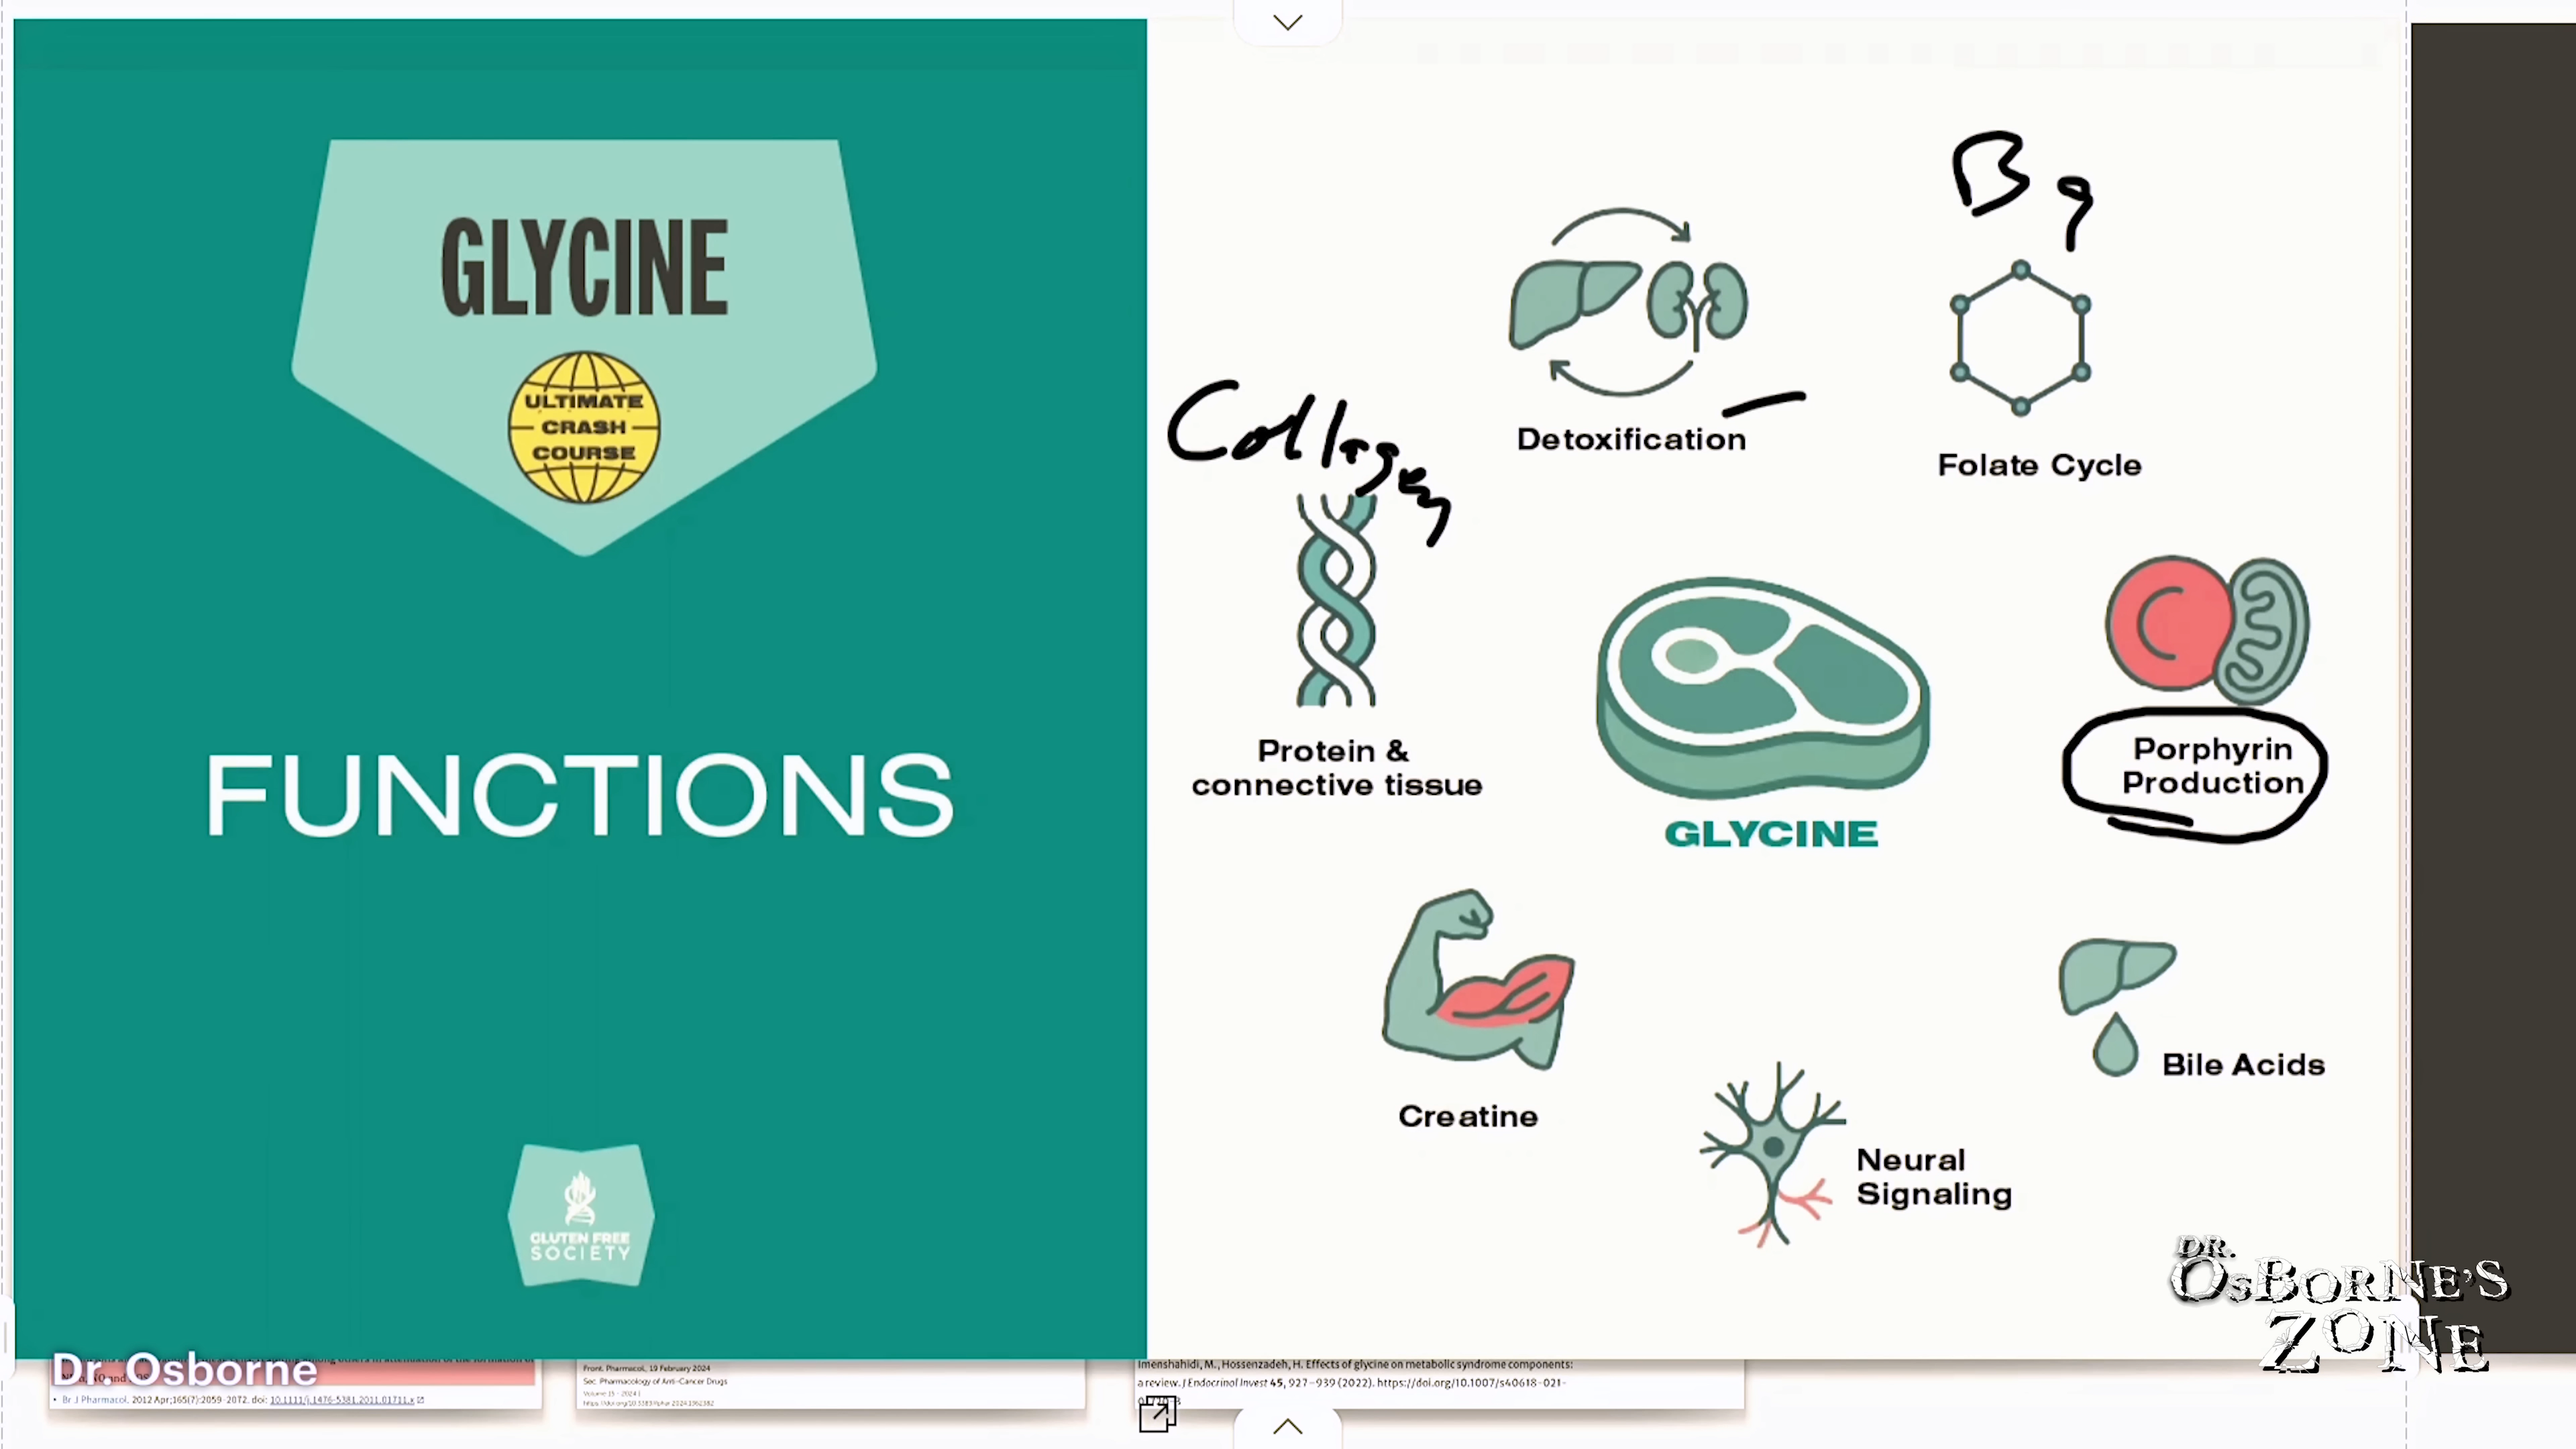 GLYCINE
ULTIMATE
CRASH
COURSE
FUNCTIONS
GLUTEN FREE
SOCIETY
B9
Detoxification
Folate Cycle
Collagen
Protein &
connective tissue
GLYCINE
Porphyrin
Production
Creatine
Bile Acids
Neural
Signaling
DR.
OSBORNE'S
ZONE
Dr. Osborne
Br J Pharmacol. 2012 Apr;165(7):2059-2072. doi: 10.1111/j.1476-5381.2011.01711.x
Front. Pharmacol., 19 February 2024
Sec. Pharmacology of Anti-Cancer Drugs
Volume 15 - 2024 |
Imenshahidi, M., Hossenzadeh, H. Effects of glycine on metabolic syndrome components:
a review. J Endocrinol Invest 45, 927–939 (2022). https://doi.org/10.1007/s40618-021-